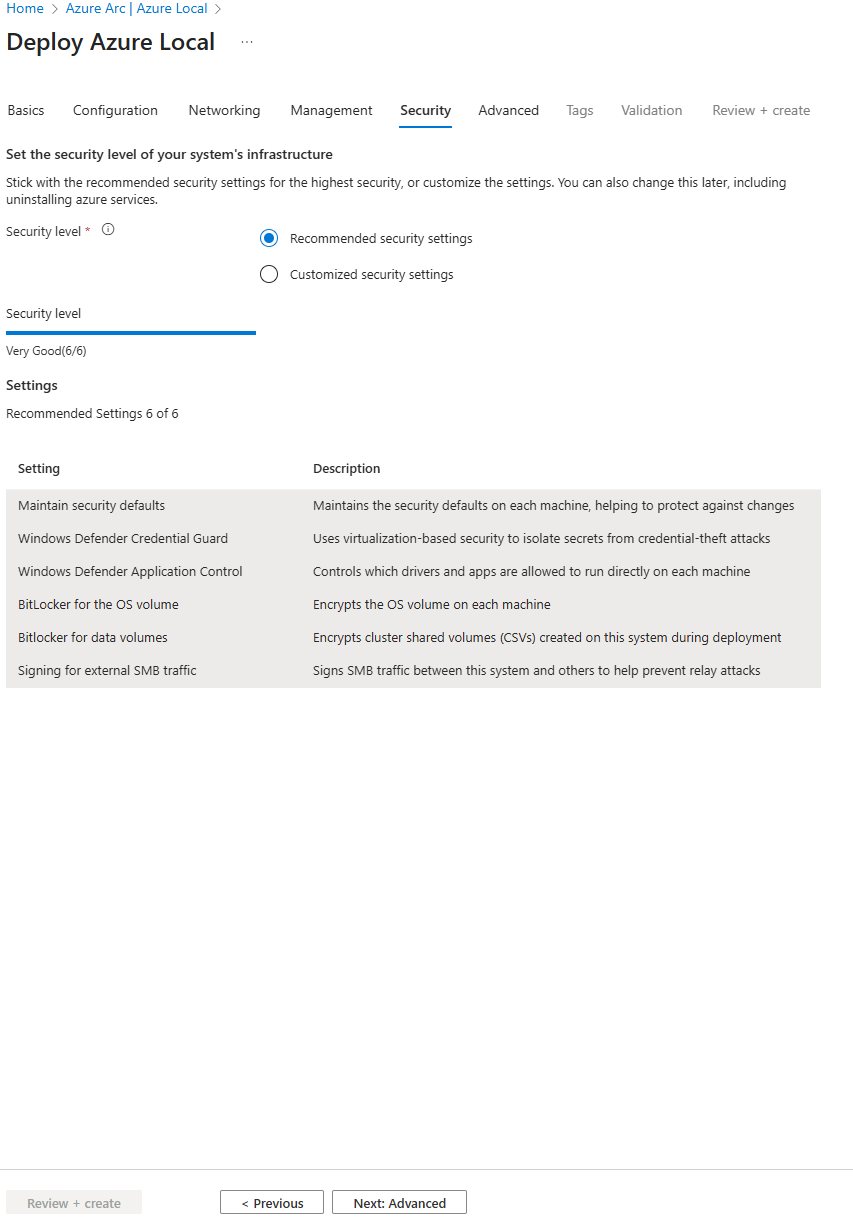 Home > Azure Arc | Azure Local >
Deploy Azure Local ...
Basics Configuration Networking Management Security Advanced Tags Validation Review + create
Set the security level of your system's infrastructure
Stick with the recommended security settings for the highest security, or customize the settings. You can also change this later, including
uninstalling azure services.
Security level *
Recommended security settings
Customized security settings
Security level
Very Good(6/6)
Settings
Recommended Settings 6 of 6
Setting Description
Maintain security defaults Maintains the security defaults on each machine, helping to protect against changes
Windows Defender Credential Guard Uses virtualization-based security to isolate secrets from credential-theft attacks
Windows Defender Application Control Controls which drivers and apps are allowed to run directly on each machine
BitLocker for the OS volume Encrypts the OS volume on each machine
Bitlocker for data volumes Encrypts cluster shared volumes (CSVs) created on this system during deployment
Signing for external SMB traffic Signs SMB traffic between this system and others to help prevent relay attacks
Review + create < Previous Next: Advanced